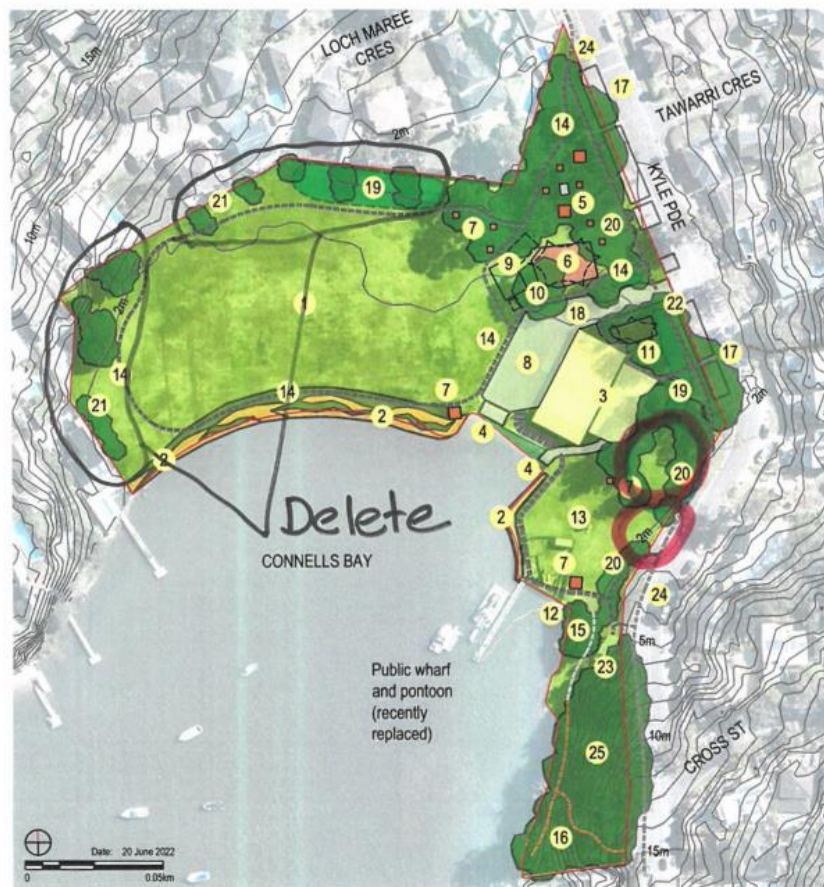 LOCH MAREE
CRES
24
17
TAWARRI CRES
15m
14
2m
21
19
KYLE PDE
5
20
7
10m
9
6
14
2m
10
1
18
22
14
8
11
17
14
3
19
2m
21
14
7
2
4
2
4
20
7
Delete
2
13
CONNELLS BAY
2m
7
20
24
12
15
5m
23
Public wharf
and pontoon
(recently
replaced)
25
10m
CROSS ST
16
15m
Date: 20 June 2022
0
0.05km